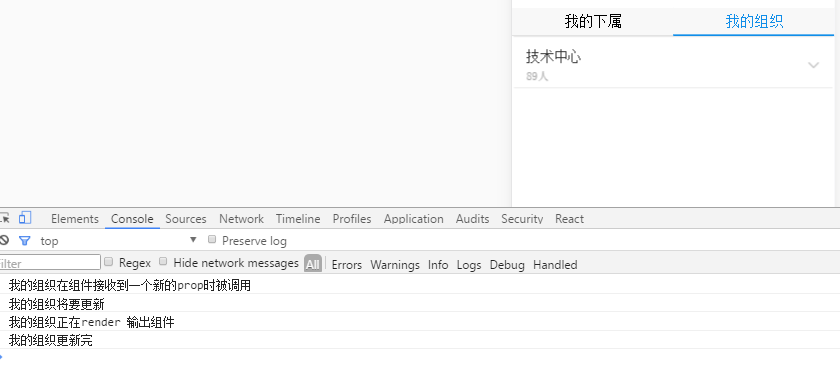 我的下属 我的组织
技术中心
89人
Elements Console Sources Network Timeline Profiles Application Audits Security React
top Preserve log
Filter Regex Hide network messages All Errors Warnings Info Logs Debug Handled
我的组织在组件接收到一个新的prop时被调用
我的组织将要更新
我的组织正在render 输出组件
我的组织更新完